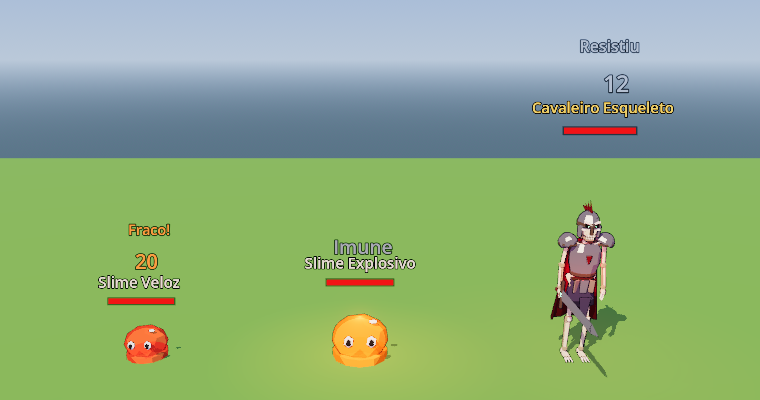 Resistiu
12
Cavaleiro Esqueleto
Fraco!
20
Slime Veloz
Imune
Slime Explosivo